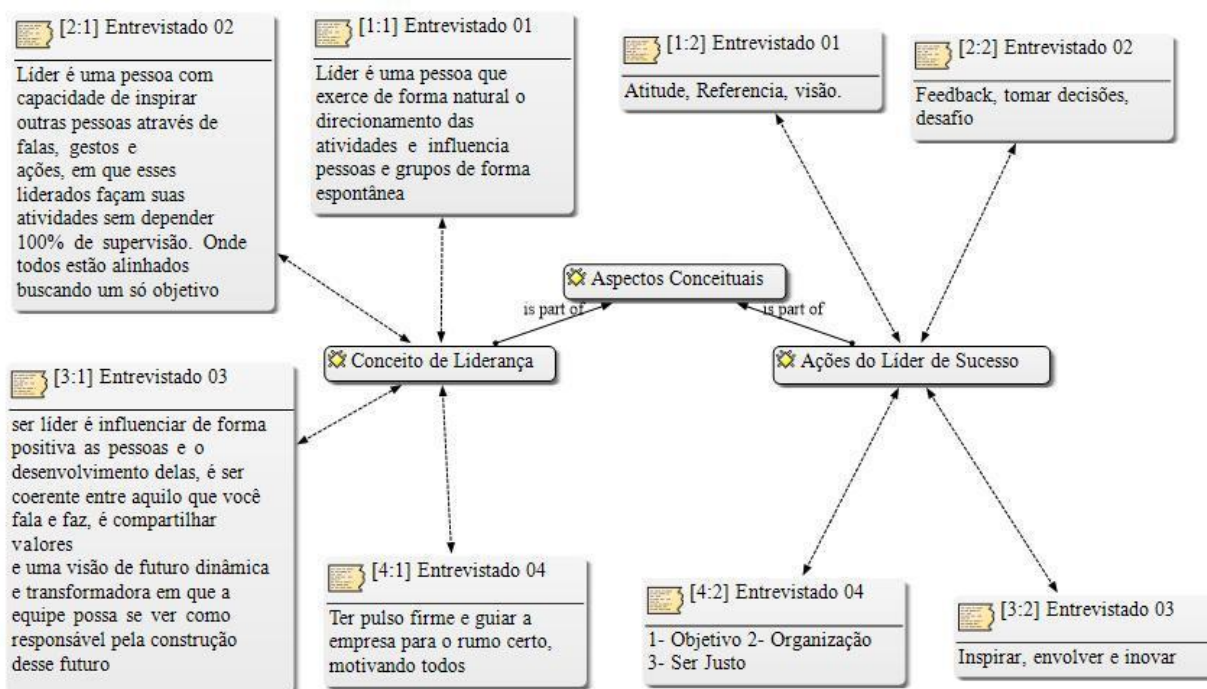 [2:1] Entrevistado 02
Líder é uma pessoa com
capacidade de inspirar
outras pessoas através de
falas, gestos e
ações, em que esses
liderados façam suas
atividades sem depender
100% de supervisão. Onde
todos estão alinhados
buscando um só objetivo
[1:1] Entrevistado 01
Líder é uma pessoa que
exerce de forma natural o
direcionamento das
atividades e influencia
pessoas e grupos de forma
espontânea
[1:2] Entrevistado 01
Atitude, Referencia, visão.
[2:2] Entrevistado 02
Feedback, tomar decisões,
desafio
Aspectos Conceituais
is part of
is part of
Conceito de Liderança
Ações do Líder de Sucesso
[3:1] Entrevistado 03
ser líder é influenciar de forma
positiva as pessoas e o
desenvolvimento delas, é ser
coerente entre aquilo que você
fala e faz, é compartilhar
valores
e uma visão de futuro dinâmica
e transformadora em que a
equipe possa se ver como
responsável pela construção
desse futuro
[4:1] Entrevistado 04
Ter pulso firme e guiar a
empresa para o rumo certo,
motivando todos
[4:2] Entrevistado 04
1- Objetivo 2- Organização
3- Ser Justo
[3:2] Entrevistado 03
Inspirar, envolver e inovar